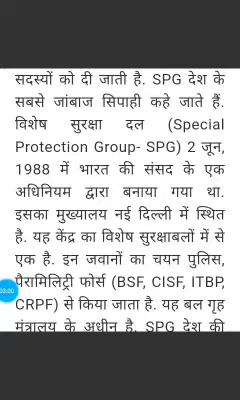 सदस्यों को दी जाती है. SPG देश के
सबसे जांबाज सिपाही कहे जाते हैं.
विशेष सुरक्षा दल (Special
Protection Group- SPG) 2 जून,
1988 में भारत की संसद के एक
अधिनियम द्वारा बनाया गया था.
इसका मुख्यालय नई दिल्ली में स्थित
है. यह केंद्र का विशेष सुरक्षाबलों में से
एक है. इन जवानों का चयन पुलिस,
पैरामिलिट्री फोर्स (BSF, CISF, ITBP,
CRPF) से किया जाता है. यह बल गृह
मंत्रालय के अधीन है. SPG देश की